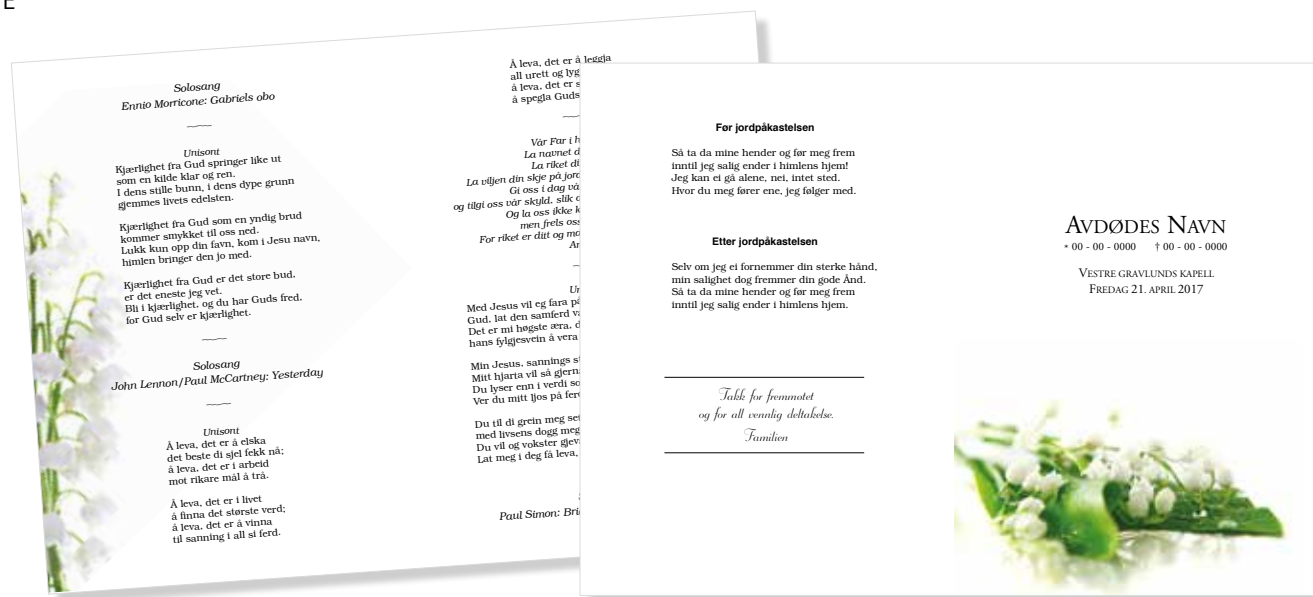 E
Solosang
Ennio Morricone: Gabriels obo
Unisont
Kjærlighet fra Gud springer like ut
som en kilde klar og ren.
I dens stille bunn, i dens dype grunn
gjemmes livets edelsten.
Kjærlighet fra Gud som en yndig brud
kommer smykket til oss ned.
Lukk kun opp din favn, kom i Jesu navn,
himlen bringer den jo med.
Kjærlighet fra Gud er det store bud,
er det eneste jeg vet.
Bli i kjærlighet, og du har Guds fred,
for Gud selv er kjærlighet.
Solosang
John Lennon/Paul McCartney: Yesterday
Unisont
Å leva, det er å elska
det beste di sjel fekk nå;
å leva, det er i arbeid
mot rikare mål å trå.
Å leva, det er i livet
å finna det største verd;
å leva, det er å vinna
til sanning i all si ferd.
Å leva, det er å leggja
all urett og
å leva, det er
å spegla Guds
Vår Far i
La navnet
La riket
La viljen din skje på
Gi oss i dag
og tilgi oss vår skyld, slik
Og la oss ikke
men frels oss
For riket er ditt og
Med Jesus vil eg fara på
Gud, lat den samferd
Det er mi høgste æra,
hans fylgjesvein å vera
Min Jesus, sannings
Mitt hjarta vil så
Du lyser enn i verdi
Ver du mitt ljos på
Du til di grein meg
med livsens dogg meg
Du vil og vokster
Lat meg i deg få leva,
Paul Simon:
Før jordpåkastelsen
Så ta da mine hender og før meg frem
inntil jeg salig ender i himlens hjem!
Jeg kan ei gå alene, nei, intet sted.
Hvor du meg fører ene, jeg følger med.
Etter jordpåkastelsen
Selv om jeg ei fornemmer din sterke hånd,
min salighet dog fremmer din gode Ånd.
Så ta da mine hender og før meg frem
inntil jeg salig ender i himlens hjem.
Takk for fremmøtet
og for all vennlig deltakelse.
Familien
AVDØDES NAVN
* 00 - 00 - 0000 † 00 - 00 - 0000
VESTRE GRAVLUNDS KAPELL
FREDAG 21. APRIL 2017